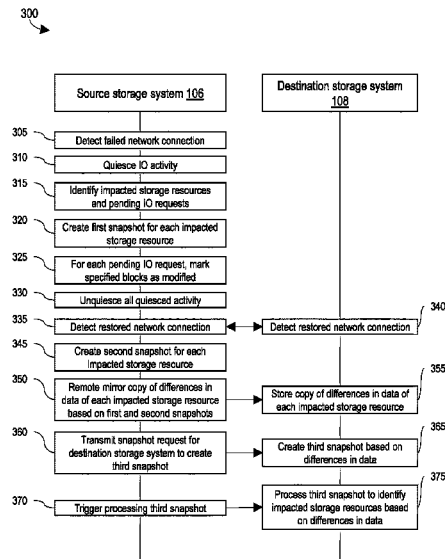 300
Source storage system 106
Destination storage system
108
305
Detect failed network connection
310
Quiesce IO activity
315
Identify impacted storage resources
and pending IO requests
320
Create first snapshot for each impacted
storage resource
325
For each pending IO request, mark
specified blocks as modified
330
Unquiesce all quiesced activity
335
Detect restored network connection
Detect restored network connection
340
345
Create second snapshot for each
impacted storage resource
350
Remote mirror copy of differences in
data of each impacted storage resource
based on first and second snapshots
355
Store copy of differences in data of
each impacted storage resource
360
Transmit snapshot request for
destination storage system to create
third snapshot
365
Create third snapshot based on
differences in data
370
Trigger processing third snapshot
375
Process third snapshot to identify
impacted storage resources based
on differences in data